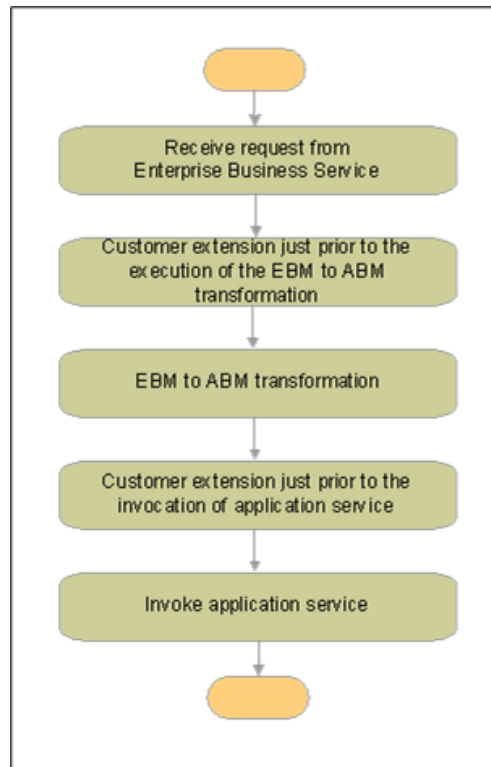 Receive request from
Enterprise Business Service
Customer extension just prior to the
execution of the EBM to ABM
transformation
EBM to ABM transformation
Customer extension just prior to the
invocation of application service
Invoke application service